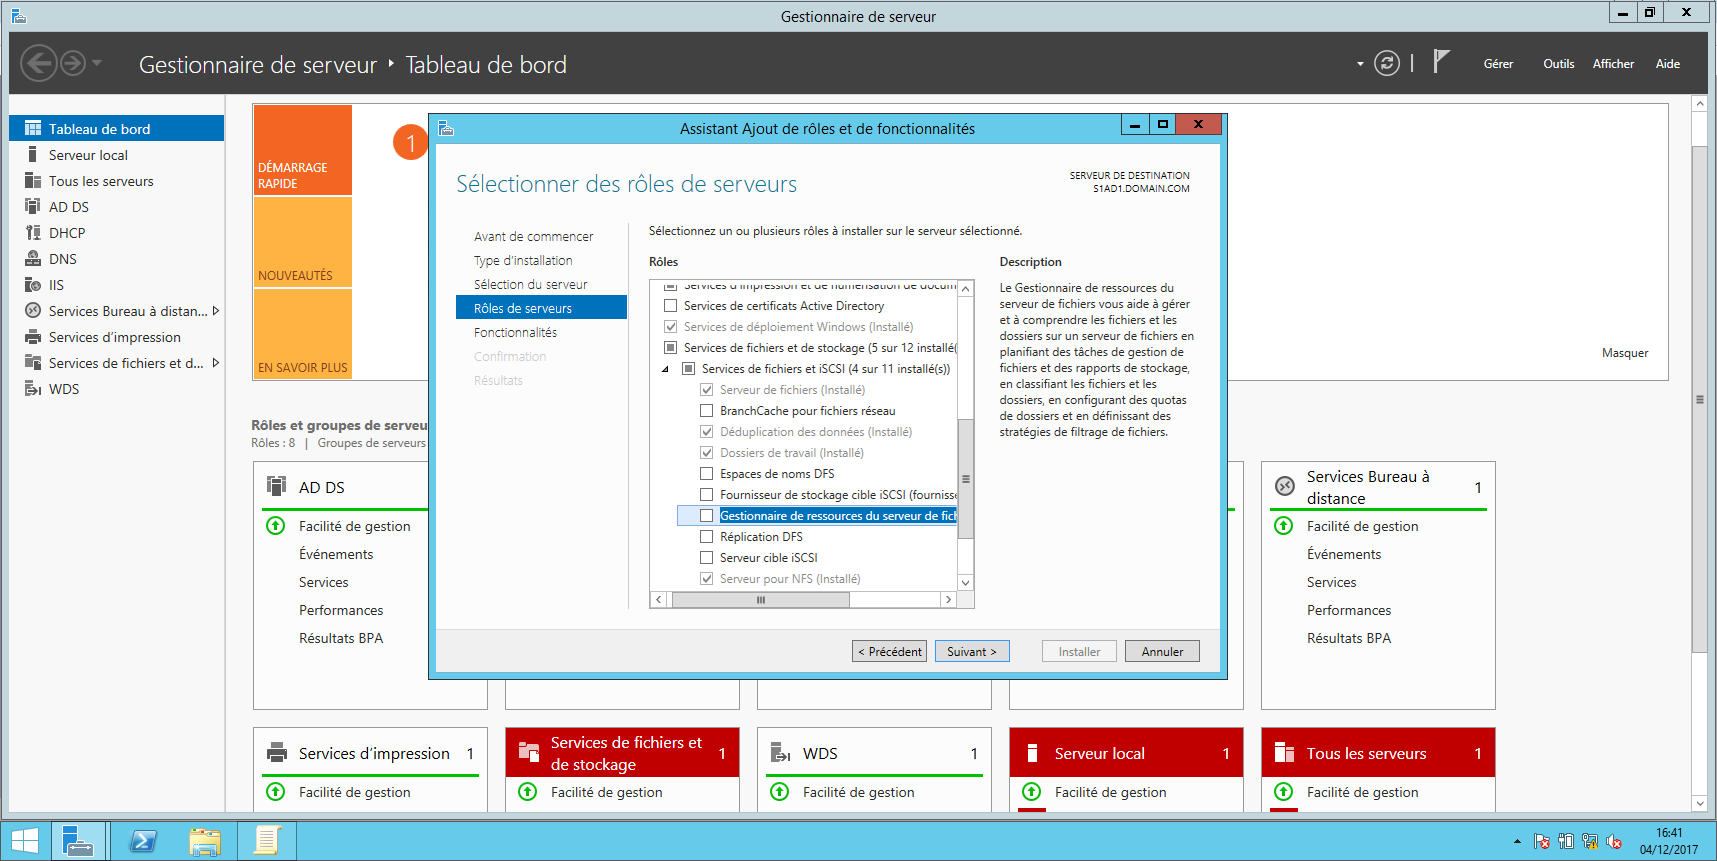 Gestionnaire de serveur
Gestionnaire de serveur ‣ Tableau de bord
Gérer
Outils
Afficher
Aide
Tableau de bord
Serveur local
Tous les serveurs
AD DS
DHCP
DNS
IIS
Services Bureau à distan...
Services d'impression
Services de fichiers et d...
WDS
DÉMARRAGE
RAPIDE
NOUVEAUTÉS
EN SAVOIR PLUS
1
Masquer
Rôles et groupes de serveu
Rôles : 8 | Groupes de serveurs
Assistant Ajout de rôles et de fonctionnalités
Sélectionner des rôles de serveurs
SERVEUR DE DESTINATION
S1AD1.DOMAIN.COM
Avant de commencer
Type d'installation
Sélection du serveur
Rôles de serveurs
Fonctionnalités
Confirmation
Résultats
Sélectionnez un ou plusieurs rôles à installer sur le serveur sélectionné.
Rôles
Services d'impression et de numérisation de docum
Services de certificats Active Directory
Services de déploiement Windows (Installé)
Services de fichiers et de stockage (5 sur 12 installé(
Services de fichiers et iSCSI (4 sur 11 installé(s))
Serveur de fichiers (Installé)
BranchCache pour fichiers réseau
Déduplication des données (Installé)
Dossiers de travail (Installé)
Espaces de noms DFS
Fournisseur de stockage cible iSCSI (fourniss
Gestionnaire de ressources du serveur de fich
Réplication DFS
Serveur cible iSCSI
Serveur pour NFS (Installé)
Description
Le Gestionnaire de ressources du
serveur de fichiers vous aide à gérer
et à comprendre les fichiers et les
dossiers sur un serveur de fichiers en
planifiant des tâches de gestion de
fichiers et des rapports de stockage,
en classifiant les fichiers et les
dossiers, en configurant des quotas
de dossiers et en définissant des
stratégies de filtrage de fichiers.
< Précédent
Suivant >
Installer
Annuler
AD DS
Facilité de gestion
Événements
Services
Performances
Résultats BPA
Services Bureau à
distance
1
Facilité de gestion
Événements
Services
Performances
Résultats BPA
Services d'impression 1
Facilité de gestion
Services de fichiers et
de stockage
1
Facilité de gestion
WDS 1
Facilité de gestion
Serveur local 1
Facilité de gestion
Tous les serveurs 1
Facilité de gestion
16:41
04/12/2017